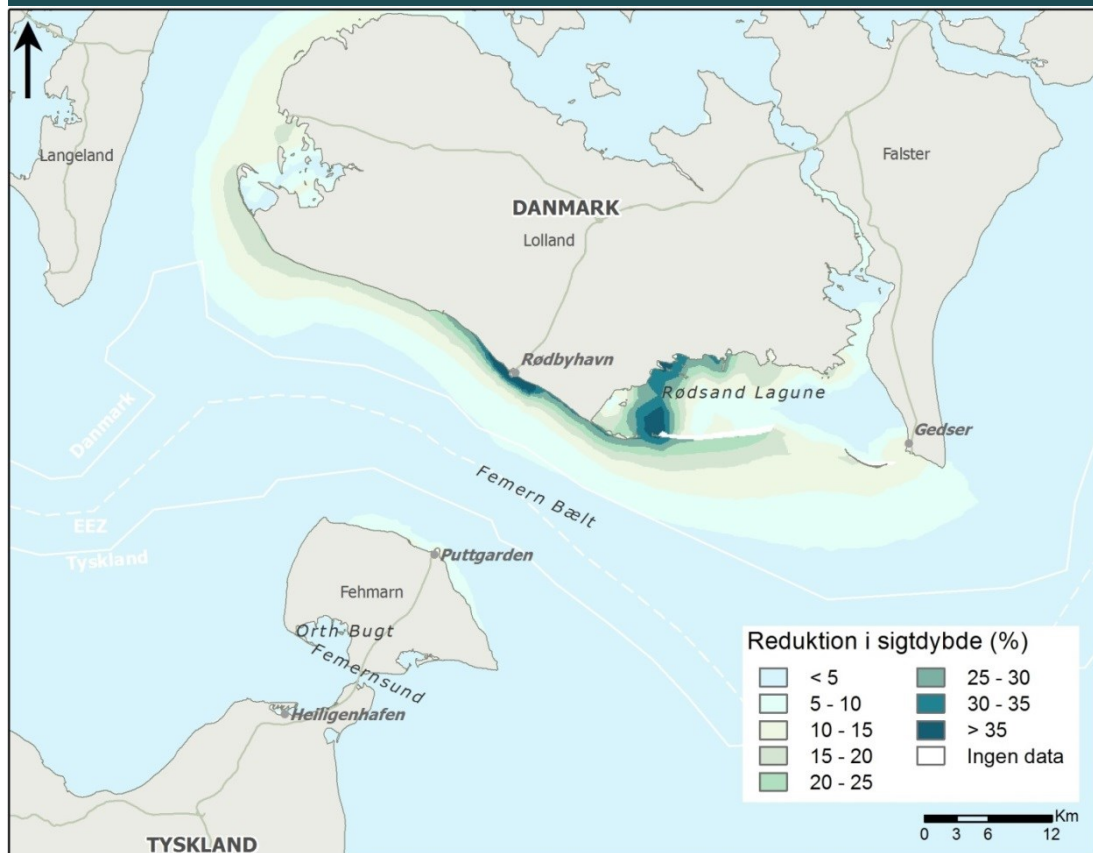 Langeland
Falster
DANMARK
Lolland
Rødbyhavn
Rødsand Lagune
Gedser
Danmark
Femern Bælt
EEZ
Tyskland
Puttgarden
Fehmarn
Orth Bugt
Femernsund
Heiligenhafen
TYSKLAND
Reduktion i sigtdybde (%)
< 5
5 - 10
10 - 15
15 - 20
20 - 25
25 - 30
30 - 35
> 35
Ingen data
Km
0 3 6 12